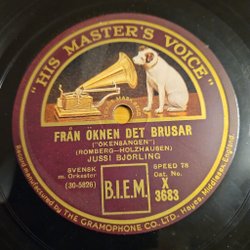 "HIS MASTER'S VOICE"
FRÅN ÖKNEN DET BRUSAR
("ÖKENSÅNGEN")
(ROMBERG—HOLZHAUSEN)
JUSSI BJÖRLING
SVENSK
m. Orkester
(30-5826)
SPEED 78
Cat. No.
X
3683
B.I.E.M.
manufactured by THE GRAMOPHONE CO. LTD. Hayes, Middlesex, England